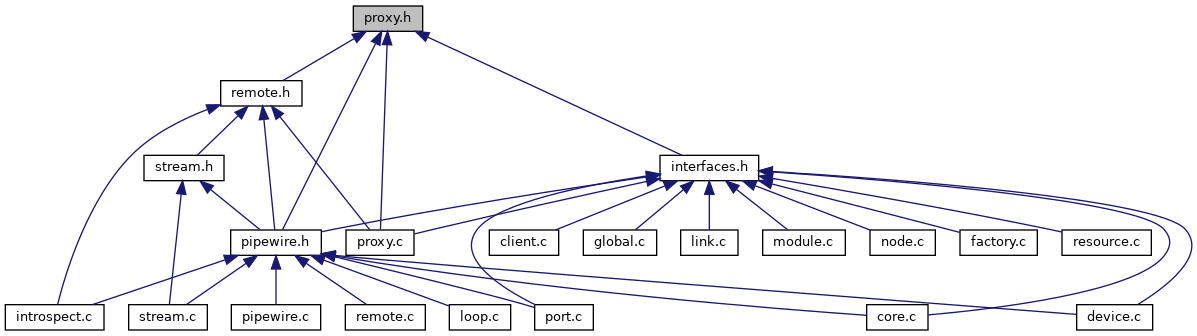 proxy.h
remote.h
stream.h
interfaces.h
pipewire.h
proxy.c
client.c
global.c
link.c
module.c
node.c
factory.c
resource.c
introspect.c
stream.c
pipewire.c
remote.c
loop.c
port.c
core.c
device.c